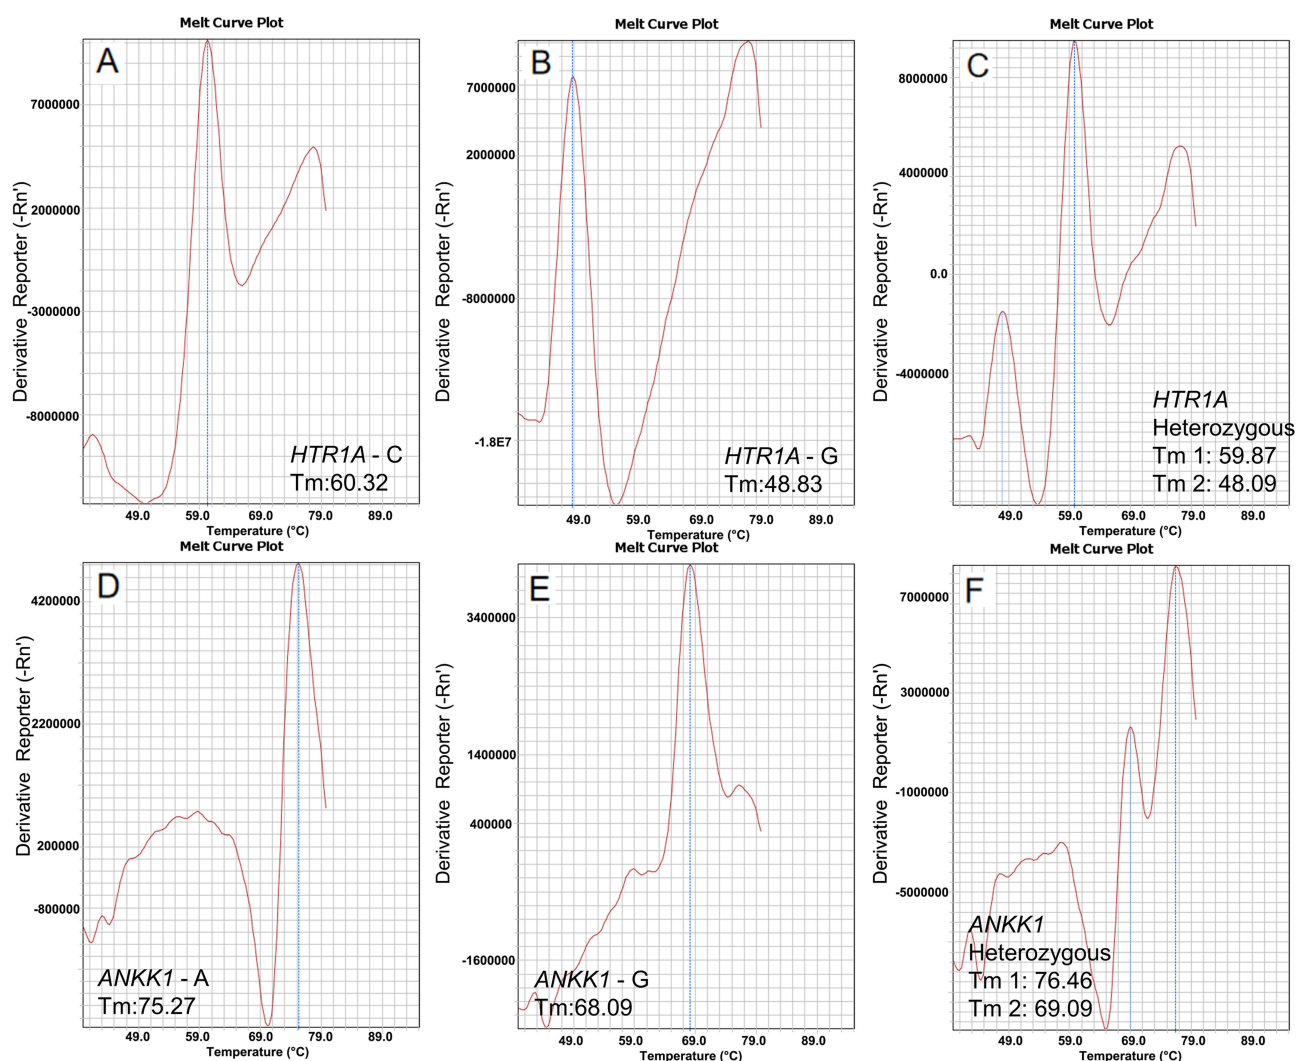 Melt Curve Plot
A
Derivative Reporter (-Rn')
7000000
2000000
-3000000
-8000000
HTR1A - C
Tm:60.32
49.0 59.0 69.0 79.0 89.0
Temperature (°C)
Melt Curve Plot
B
Derivative Reporter (-Rn')
7000000
2000000
-8000000
-1.8E7
HTR1A - G
Tm:48.83
49.0 59.0 69.0 79.0 89.0
Temperature (°C)
Melt Curve Plot
C
Derivative Reporter (-Rn')
8000000
4000000
0.0
-4000000
HTR1A
Heterozygous
Tm 1: 59.87
Tm 2: 48.09
49.0 59.0 69.0 79.0 89.0
Temperature (°C)
Melt Curve Plot
D
Derivative Reporter (-Rn')
4200000
2200000
200000
-800000
ANKK1 - A
Tm:75.27
49.0 59.0 69.0 79.0 89.0
Temperature (°C)
Melt Curve Plot
E
Derivative Reporter (-Rn')
3400000
1400000
400000
-1600000
ANKK1 - G
Tm:68.09
49.0 59.0 69.0 79.0 89.0
Temperature (°C)
Melt Curve Plot
F
Derivative Reporter (-Rn')
7000000
3000000
-1000000
-5000000
ANKK1
Heterozygous
Tm 1: 76.46
Tm 2: 69.09
49.0 59.0 69.0 79.0 89.0
Temperature (°C)